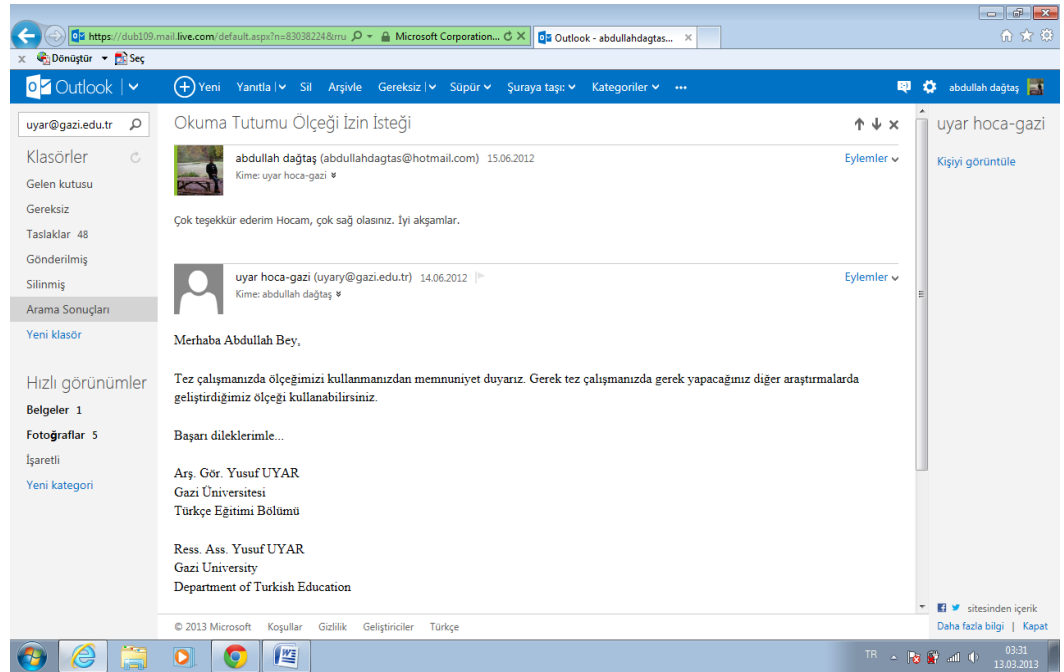 https://dub109.mail.live.com/default.aspx?n=83038224&rru
Microsoft Corporation...
Outlook - abdullahdagtas...
x Dönüştür Seç
Outlook
Yeni Yanıtla Sil Arşivle Gereksiz Süpür Şuraya taşı: Kategoriler ...
abdullah dağtaş
uyar@gazi.edu.tr
Klasörler
Gelen kutusu
Gereksiz
Taslaklar 48
Gönderilmiş
Silinmiş
Arama Sonuçları
Yeni klasör
Hızlı görünümler
Belgeler 1
Fotoğraflar 5
İşaretli
Yeni kategori
Okuma Tutumu Ölçeği İzin İsteği
abdullah dağtaş (abdullahdagtas@hotmail.com) 15.06.2012
Eylemler
Kime: uyar hoca-gazi
Çok teşekkür ederim Hocam, çok sağ olasınız. İyi akşamlar.
uyar hoca-gazi (uyary@gazi.edu.tr) 14.06.2012
Eylemler
Kime: abdullah dağtaş
Merhaba Abdullah Bey,
Tez çalışmanızda ölçeğimizi kullanmanızdan memnuniyet duyarız. Gerek tez çalışmanızda gerek yapacağınız diğer araştırmalarda
geliştirdiğimiz ölçeği kullanabilirsiniz.
Başarı dileklerimle...
Arş. Gör. Yusuf UYAR
Gazi Üniversitesi
Türkçe Eğitimi Bölümü
Ress. Ass. Yusuf UYAR
Gazi University
Department of Turkish Education
uyar hoca-gazi
Kişiyi görüntüle
sitesinden içerik
Daha fazla bilgi | Kapat
© 2013 Microsoft Koşullar Gizlilik Geliştiriciler Türkçe
TR
03:31
13.03.2013